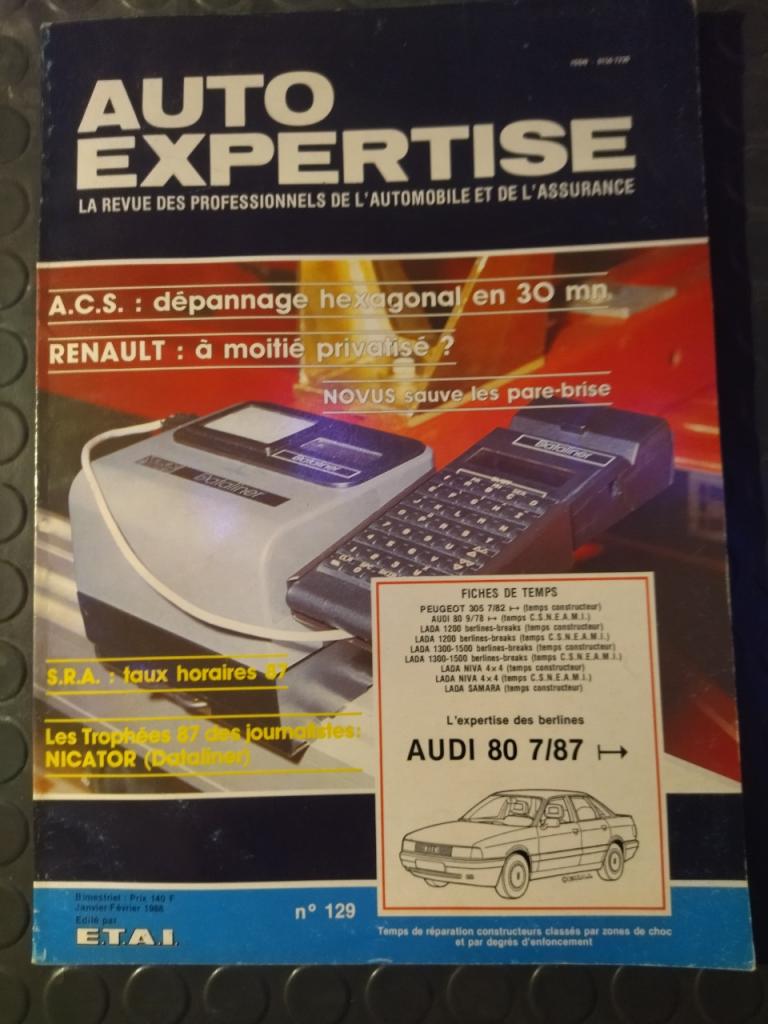 AUTO
EXPERTISE
LA REVUE DES PROFESSIONNELS DE L'AUTOMOBILE ET DE L'ASSURANCE
A.C.S. : dépannage hexagonal en 30 mn
RENAULT : à moitié privatisé ?
NOVUS sauve les pare-brise
Dataliner
Dataliner
Dataliner
FICHES DE TEMPS
PEUGEOT 305 7/82 ↦ (temps constructeur)
AUDI 80 9/78 ↦ (temps C.S.N.E.A.M.I.)
LADA 1200 berlines-breaks (temps constructeur)
LADA 1200 berlines-breaks (temps C.S.N.E.A.M.I.)
LADA 1300-1500 berlines-breaks (temps constructeur)
LADA 1300-1500 berlines-breaks (temps C.S.N.E.A.M.I.)
LADA NIVA 4×4 (temps constructeur)
LADA NIVA 4×4 (temps C.S.N.E.A.M.I.)
LADA SAMARA (temps constructeur)
L'expertise des berlines
AUDI 80 7/87 ↦
S.R.A. : taux horaires 87
Les Trophées 87 des journalistes:
NICATOR (Dataliner)
Bimestriel : Prix 140 F
Janvier-Février 1988
Edité par
E.T.A.I.
n° 129
Temps de réparation constructeurs classés par zones de choc
et par degrés d'enfoncement